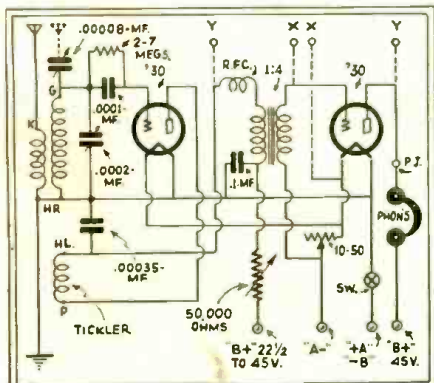 "T"
.00008-MF.
2-7
MEGS.
G
K
.0001-
MF.
.0002-
MF.
HR
HL.
.00035-
MF.
P
TICKLER
'30
Y
R.F.C.
1:4
.1-MF.
50,000
OHMS
"B+" 22½
TO 45V.
X
X
'30
Y
P.J.
PHONS
10-50
SW.
"A-"
"+A"
-B
"B+"
45V.